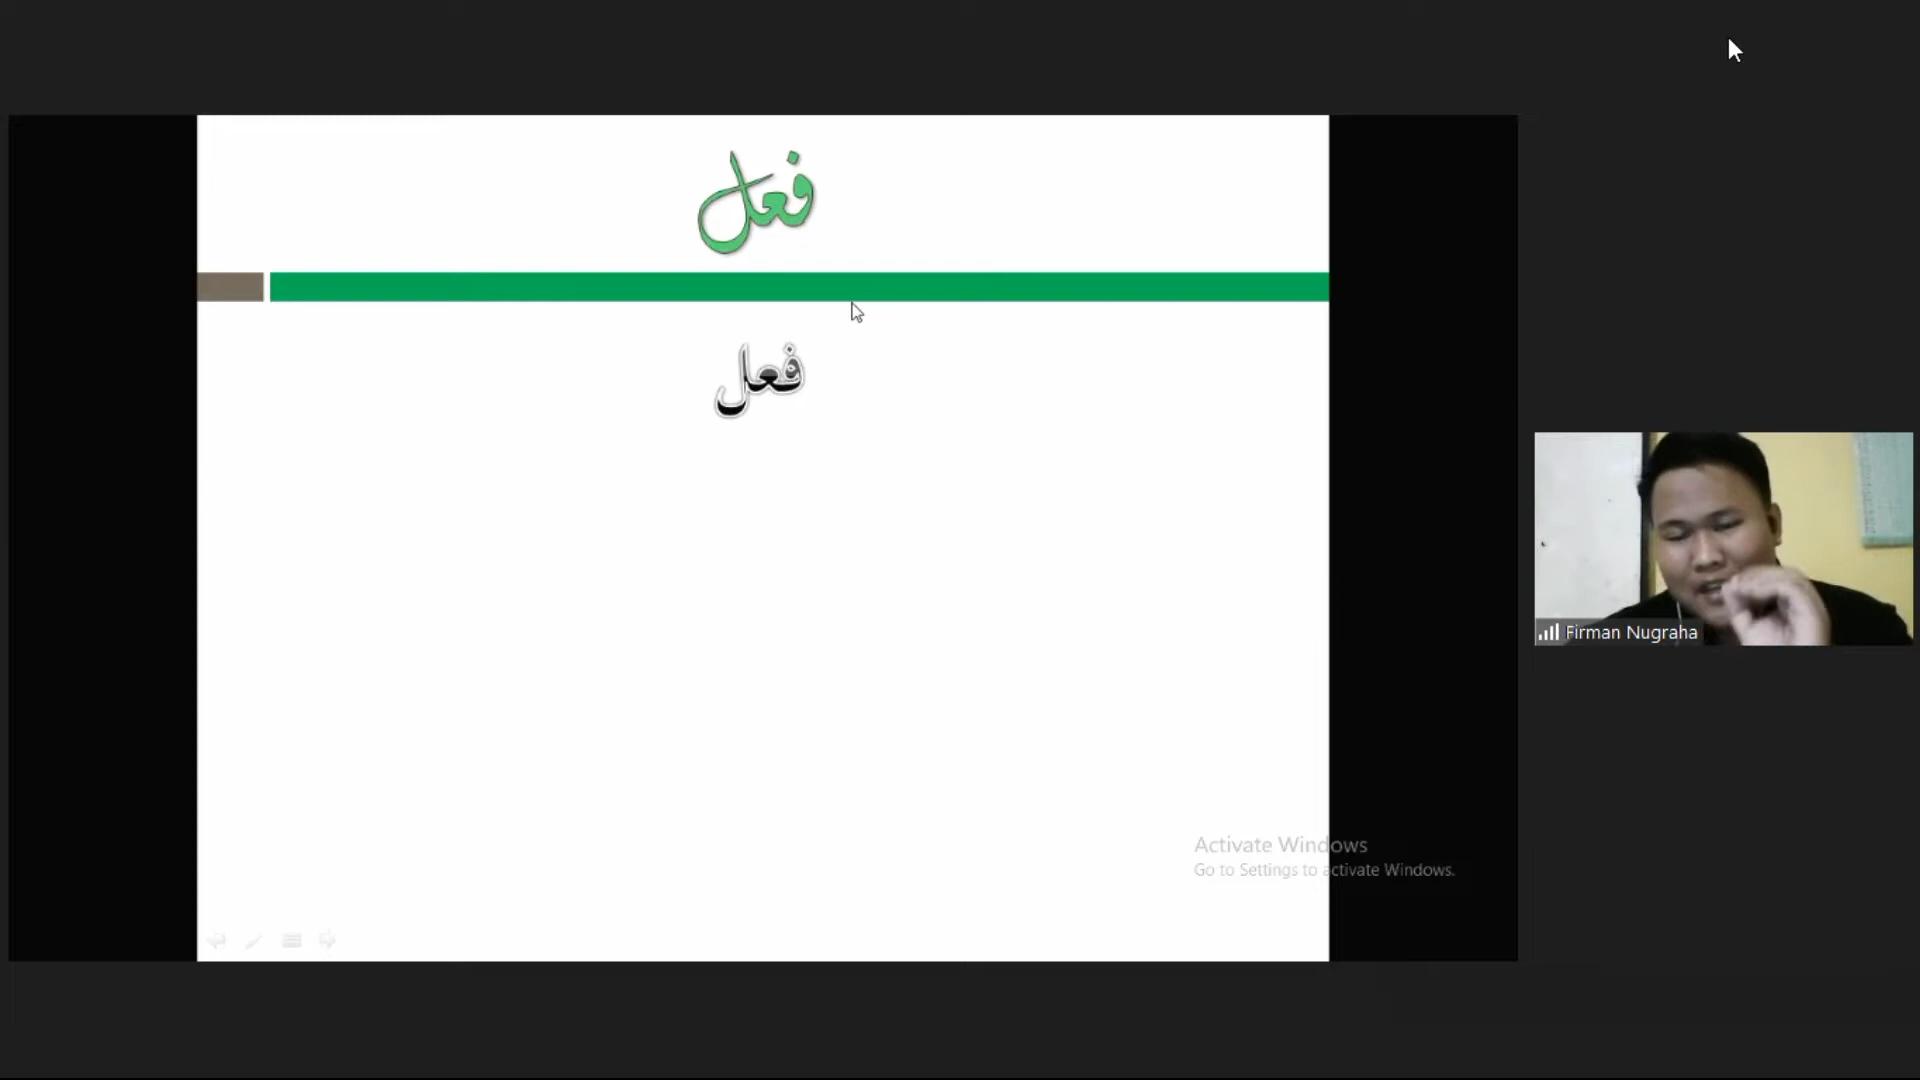 فعل
فعل
Activate Windows
Go to Settings to activate Windows.
Firman Nugraha